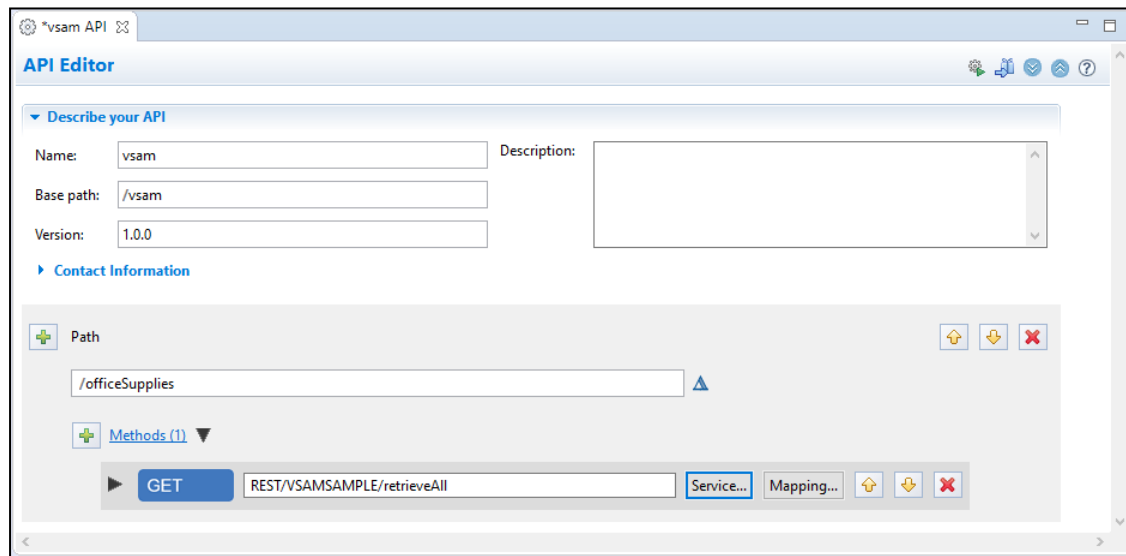 *vsam API
API Editor
Describe your API
Name: vsam Description:
Base path: /vsam
Version: 1.0.0
Contact Information
Path
/officeSupplies
Methods (1)
GET REST/VSAMSAMPLE/retrieveAll Service... Mapping...